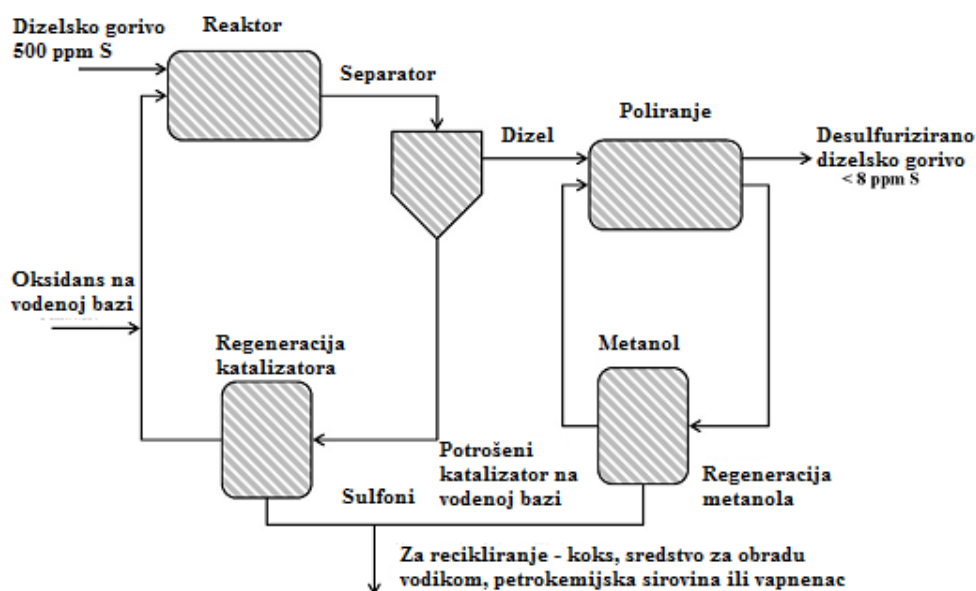 Dizelsko gorivo
500 ppm S
Reaktor
Separator
Poliranje
Dizel
Desulfurizirano
dizelsko gorivo
< 8 ppm S
Oksidans na
vodenoj bazi
Regeneracija
katalizatora
Metanol
Potrošeni
katalizator na
vodenoj bazi
Regeneracija
metanola
Sulfoni
Za recikliranje - koks, sredstvo za obradu
vodikom, petrokemijska sirovina ili vapnenac